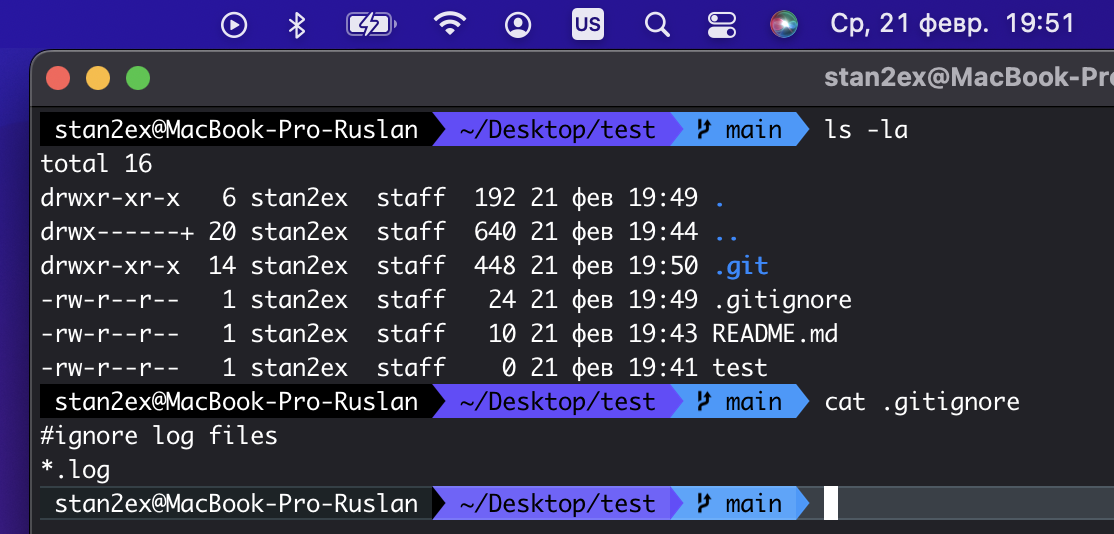 US Ср, 21 февр. 19:51
stan2ex@MacBook-Pro
stan2ex@MacBook-Pro-Ruslan ~/Desktop/test main ls -la
total 16
drwxr-xr-x 6 stan2ex staff 192 21 фев 19:49 .
drwx------+ 20 stan2ex staff 640 21 фев 19:44 ..
drwxr-xr-x 14 stan2ex staff 448 21 фев 19:50 .git
-rw-r--r-- 1 stan2ex staff 24 21 фев 19:49 .gitignore
-rw-r--r-- 1 stan2ex staff 10 21 фев 19:43 README.md
-rw-r--r-- 1 stan2ex staff 0 21 фев 19:41 test
stan2ex@MacBook-Pro-Ruslan ~/Desktop/test main cat .gitignore
#ignore log files
*.log
stan2ex@MacBook-Pro-Ruslan ~/Desktop/test main